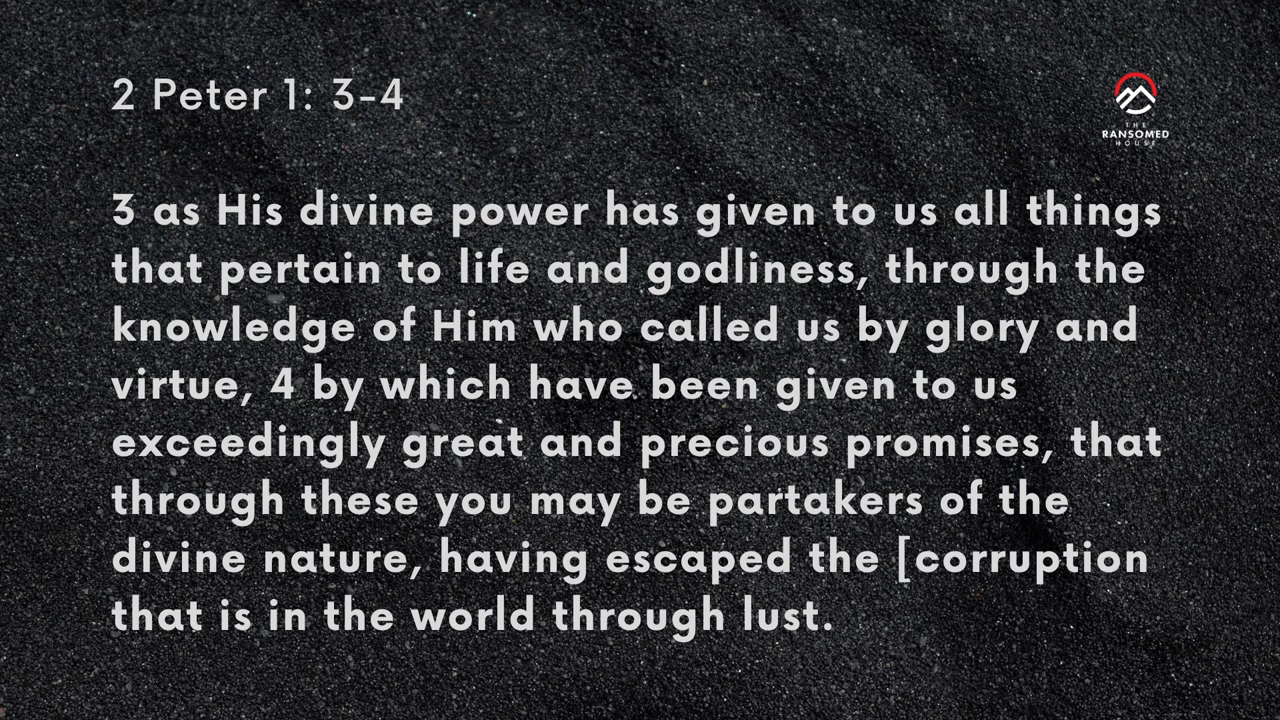 2 Peter 1: 3-4
THE
RANSOMED
HOUSE
3 as His divine power has given to us all things
that pertain to life and godliness, through the
knowledge of Him who called us by glory and
virtue, 4 by which have been given to us
exceedingly great and precious promises, that
through these you may be partakers of the
divine nature, having escaped the [corruption
that is in the world through lust.